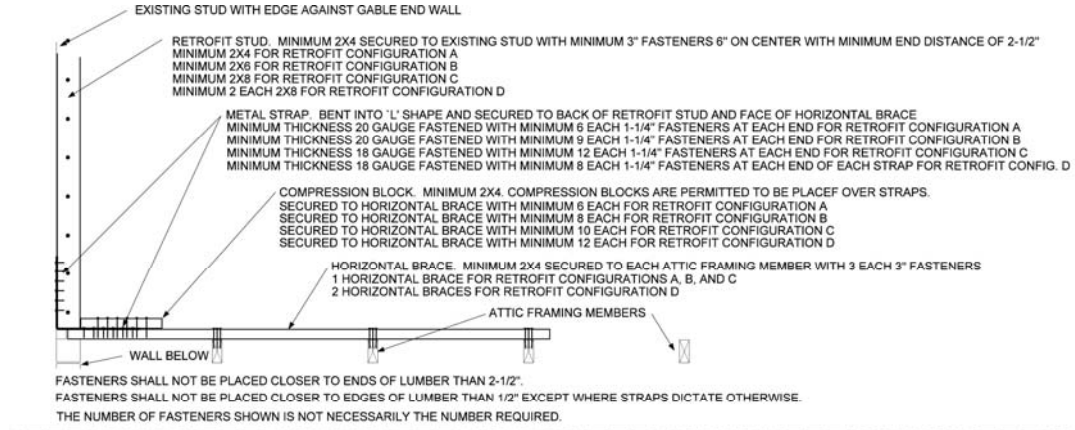 EXISTING STUD WITH EDGE AGAINST GABLE END WALL
RETROFIT STUD. MINIMUM 2X4 SECURED TO EXISTING STUD WITH MINIMUM 3" FASTENERS 6" ON CENTER WITH MINIMUM END DISTANCE OF 2-1/2"
MINIMUM 2X4 FOR RETROFIT CONFIGURATION A
MINIMUM 2X6 FOR RETROFIT CONFIGURATION B
MINIMUM 2X8 FOR RETROFIT CONFIGURATION C
MINIMUM 2 EACH 2X8 FOR RETROFIT CONFIGURATION D
METAL STRAP. BENT INTO `L' SHAPE AND SECURED TO BACK OF RETROFIT STUD AND FACE OF HORIZONTAL BRACE
MINIMUM THICKNESS 20 GAUGE FASTENED WITH MINIMUM 6 EACH 1-1/4" FASTENERS AT EACH END FOR RETROFIT CONFIGURATION A
MINIMUM THICKNESS 20 GAUGE FASTENED WITH MINIMUM 9 EACH 1-1/4" FASTENERS AT EACH END FOR RETROFIT CONFIGURATION B
MINIMUM THICKNESS 18 GAUGE FASTENED WITH MINIMUM 12 EACH 1-1/4" FASTENERS AT EACH END FOR RETROFIT CONFIGURATION C
MINIMUM THICKNESS 18 GAUGE FASTENED WITH MINIMUM 8 EACH 1-1/4" FASTENERS AT EACH END OF EACH STRAP FOR RETROFIT CONFIG. D
COMPRESSION BLOCK. MINIMUM 2X4. COMPRESSION BLOCKS ARE PERMITTED TO BE PLACEF OVER STRAPS.
SECURED TO HORIZONTAL BRACE WITH MINIMUM 6 EACH FOR RETROFIT CONFIGURATION A
SECURED TO HORIZONTAL BRACE WITH MINIMUM 8 EACH FOR RETROFIT CONFIGURATION B
SECURED TO HORIZONTAL BRACE WITH MINIMUM 10 EACH FOR RETROFIT CONFIGURATION C
SECURED TO HORIZONTAL BRACE WITH MINIMUM 12 EACH FOR RETROFIT CONFIGURATION D
HORIZONTAL BRACE. MINIMUM 2X4 SECURED TO EACH ATTIC FRAMING MEMBER WITH 3 EACH 3" FASTENERS
1 HORIZONTAL BRACE FOR RETROFIT CONFIGURATIONS A, B, AND C
2 HORIZONTAL BRACES FOR RETROFIT CONFIGURATION D
ATTIC FRAMING MEMBERS
WALL BELOW
FASTENERS SHALL NOT BE PLACED CLOSER TO ENDS OF LUMBER THAN 2-1/2".
FASTENERS SHALL NOT BE PLACED CLOSER TO EDGES OF LUMBER THAN 1/2" EXCEPT WHERE STRAPS DICTATE OTHERWISE.
THE NUMBER OF FASTENERS SHOWN IS NOT NECESSARILY THE NUMBER REQUIRED.